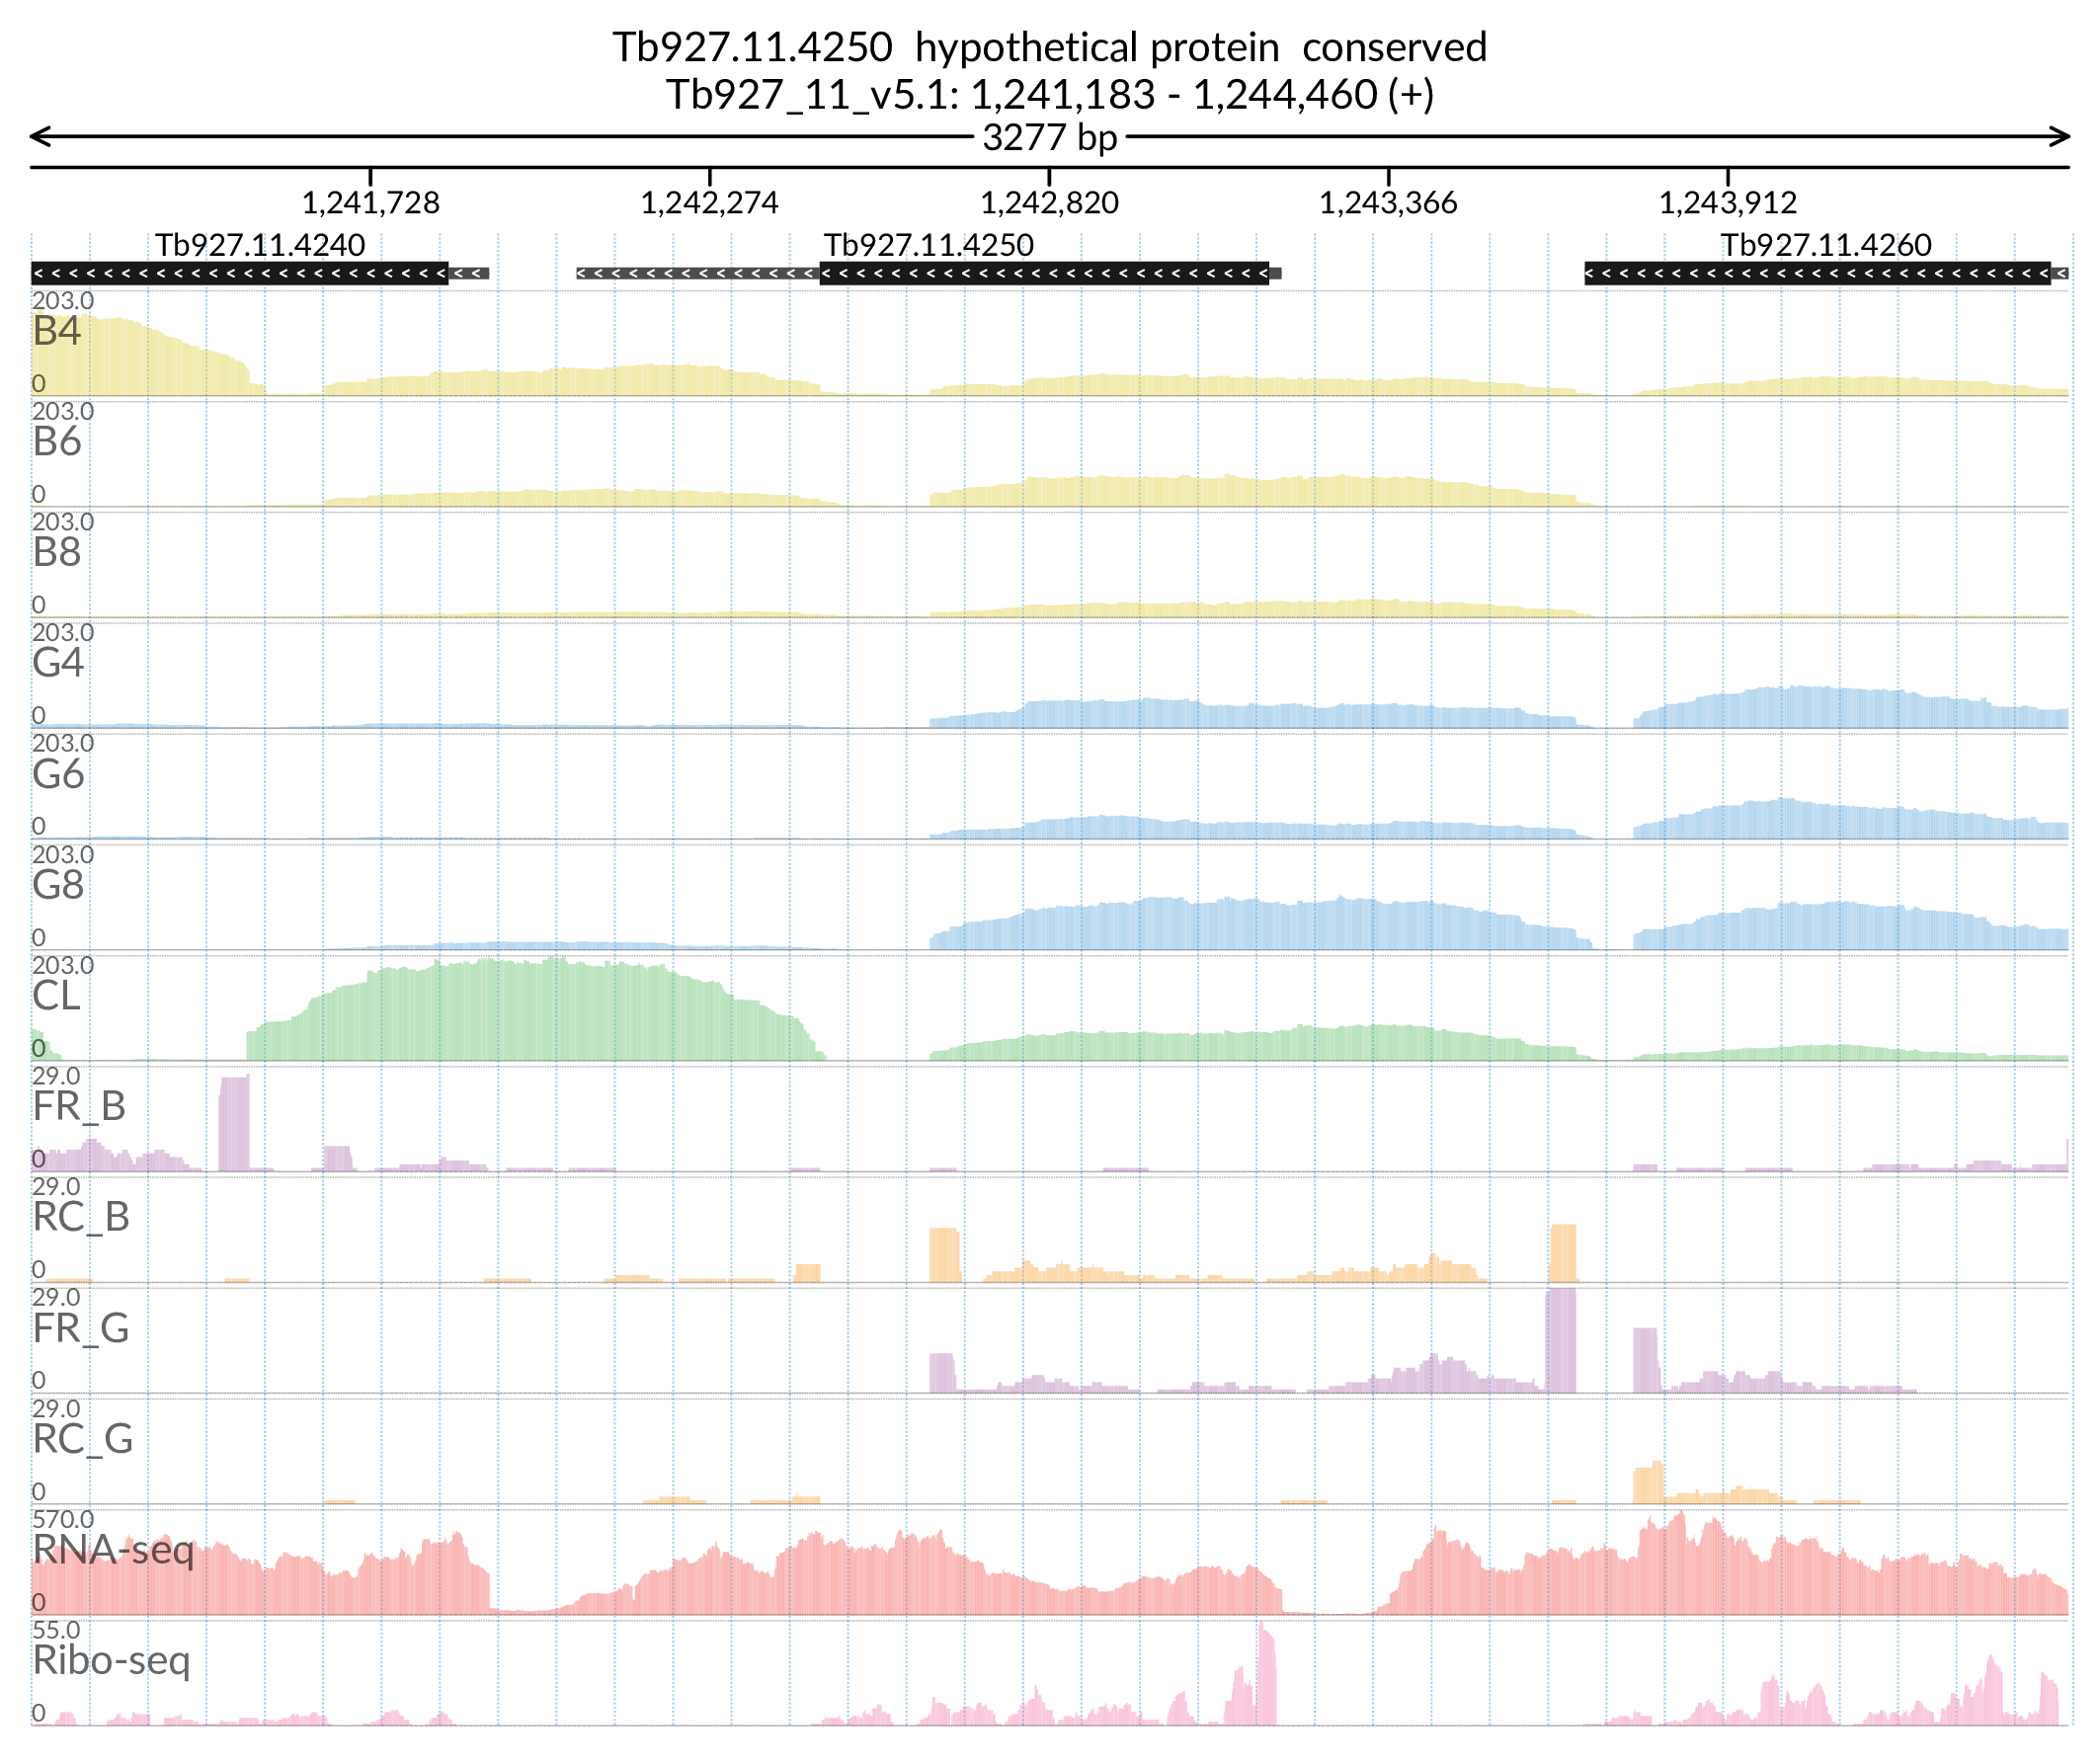 Tb927.11.4250  hypothetical protein  conserved
Tb927_11_v5.1: 1,241,183 - 1,244,460 (+)
3277 bp
1,241,728 1,242,274 1,242,820 1,243,366 1,243,912
Tb927.11.4240 Tb927.11.4250 Tb927.11.4260
203.0
B4
0
203.0
B6
0
203.0
B8
0
203.0
G4
0
203.0
G6
0
203.0
G8
0
203.0
CL
0
29.0
FR_B
0
29.0
RC_B
0
29.0
FR_G
0
29.0
RC_G
0
570.0
RNA-seq
0
55.0
Ribo-seq
0